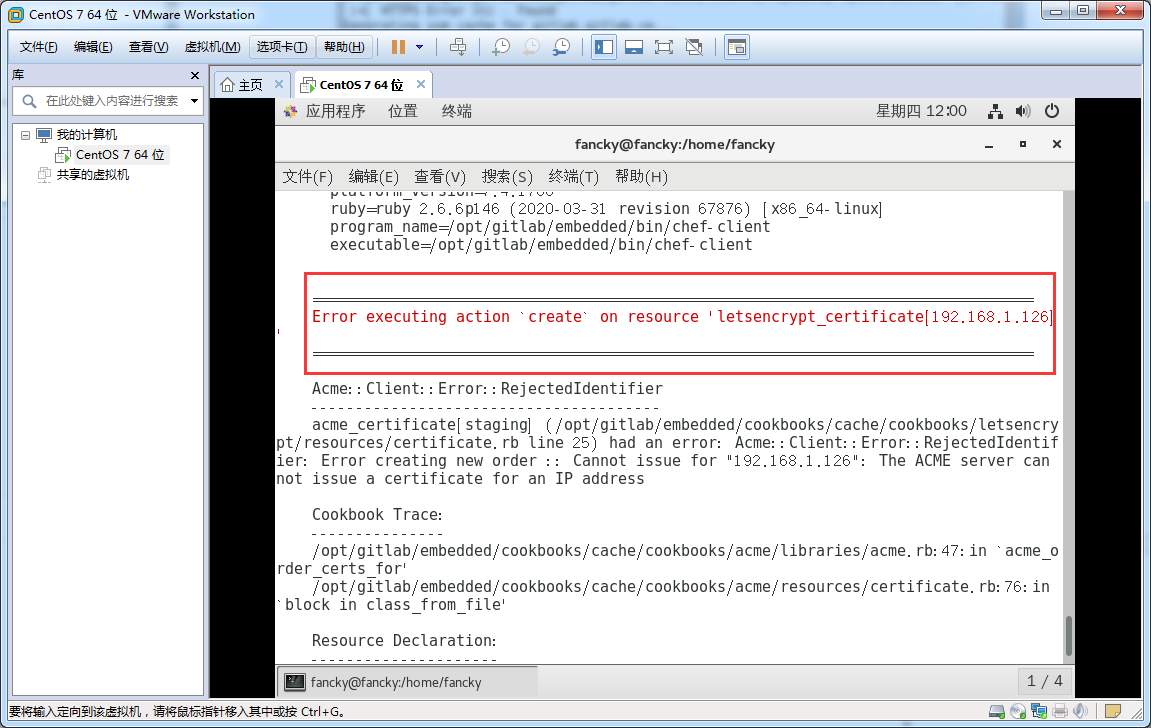 CentOS 7 64 位 - VMware Workstation
文件(F) 编辑(E) 查看(V) 虚拟机(M) 选项卡(T) 帮助(H)
库
在此处键入内容进行搜索
我的计算机
CentOS 7 64 位
共享的虚拟机
主页
CentOS 7 64 位
应用程序 位置 终端
星期四 12:00
fancky@fancky:/home/fancky
文件(F) 编辑(E) 查看(V) 搜索(S) 终端(T) 帮助(H)
platform_version=7.4.1708
ruby=ruby 2.6.6p146 (2020-03-31 revision 67876) [x86_64-linux]
program_name=/opt/gitlab/embedded/bin/chef-client
executable=/opt/gitlab/embedded/bin/chef-client
Error executing action `create` on resource 'letsencrypt_certificate[192.168.1.126]
'
Acme::Client::Error::RejectedIdentifier
---------------------------------------
acme_certificate[staging] (/opt/gitlab/embedded/cookbooks/cache/cookbooks/letsencry
pt/resources/certificate.rb line 25) had an error: Acme::Client::Error::RejectedIdentif
ier: Error creating new order :: Cannot issue for "192.168.1.126": The ACME server can
not issue a certificate for an IP address
Cookbook Trace:
---------------
/opt/gitlab/embedded/cookbooks/cache/cookbooks/acme/libraries/acme.rb:47:in `acme_o
rder_certs_for'
/opt/gitlab/embedded/cookbooks/cache/cookbooks/acme/resources/certificate.rb:76:in
`block in class_from_file'
Resource Declaration:
---------------------
fancky@fancky:/home/fancky
1 / 4
要将输入定向到该虚拟机，请将鼠标指针移入其中或按 Ctrl+G。